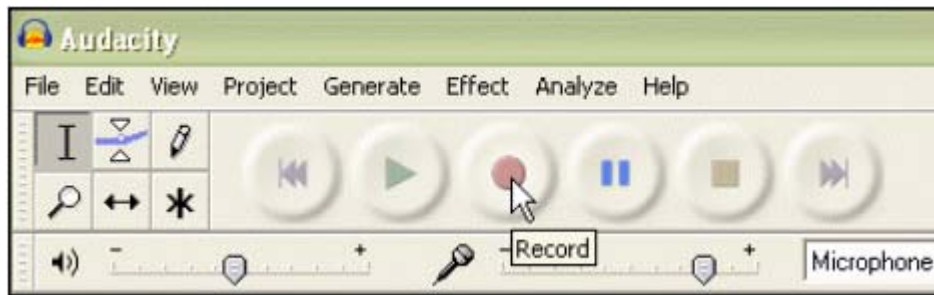 Audacity
File Edit View Project Generate Effect Analyze Help
Record
- + - + Microphone